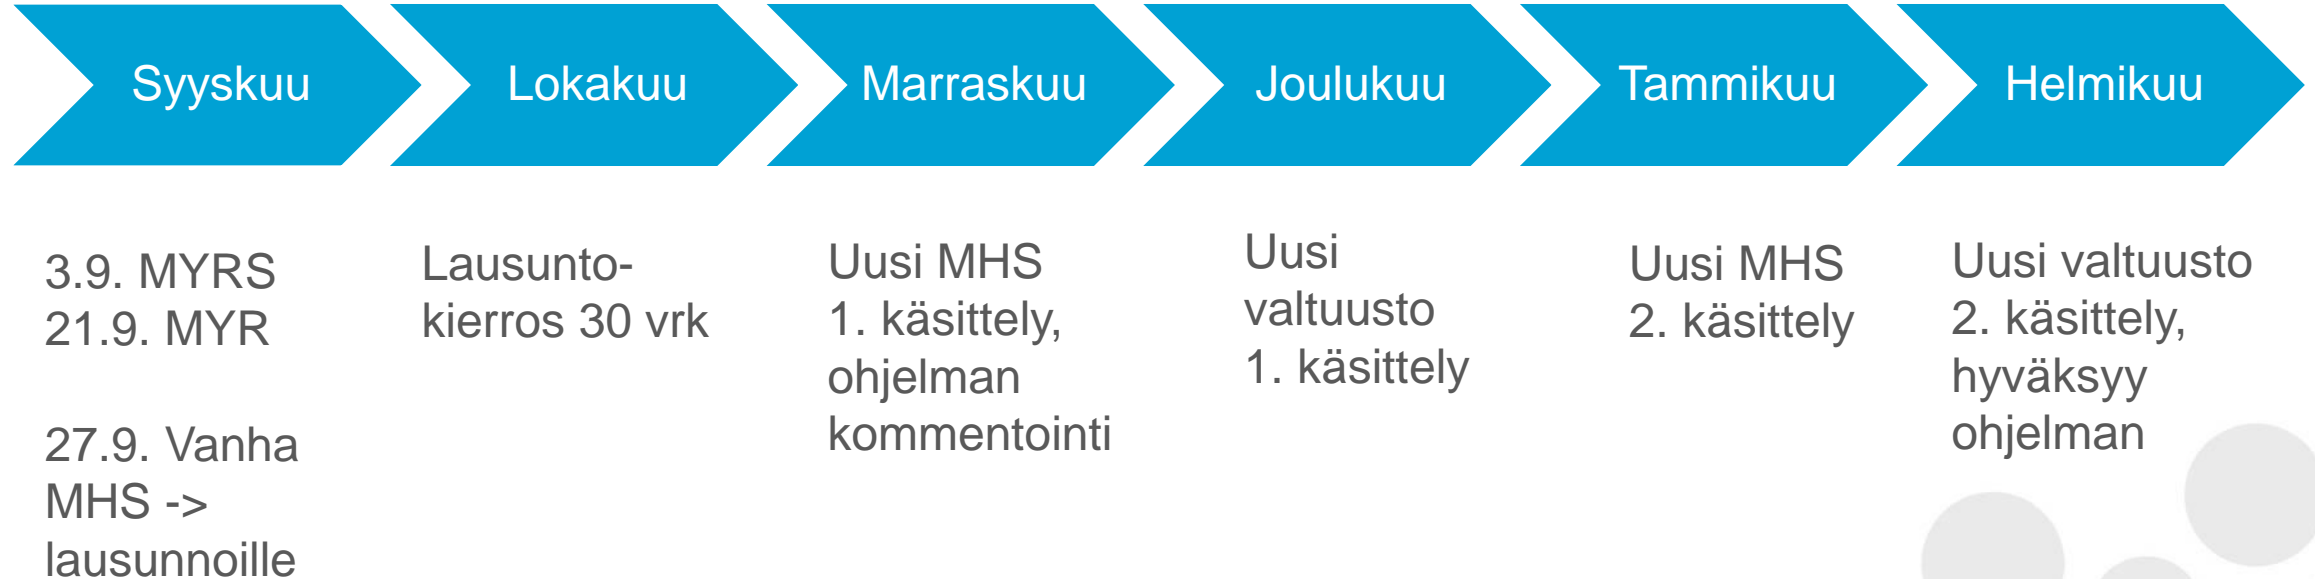 Syyskuu
Lokakuu
Marraskuu
Joulukuu
Tammikuu
Helmikuu
3.9. MYRS
21.9. MYR
27.9. Vanha
MHS ->
lausunnoille
Lausunto-
kierros 30 vrk
Uusi MHS
1. käsittely,
ohjelman
kommentointi
Uusi
valtuusto
1. käsittely
Uusi MHS
2. käsittely
Uusi valtuusto
2. käsittely,
hyväksyy
ohjelman